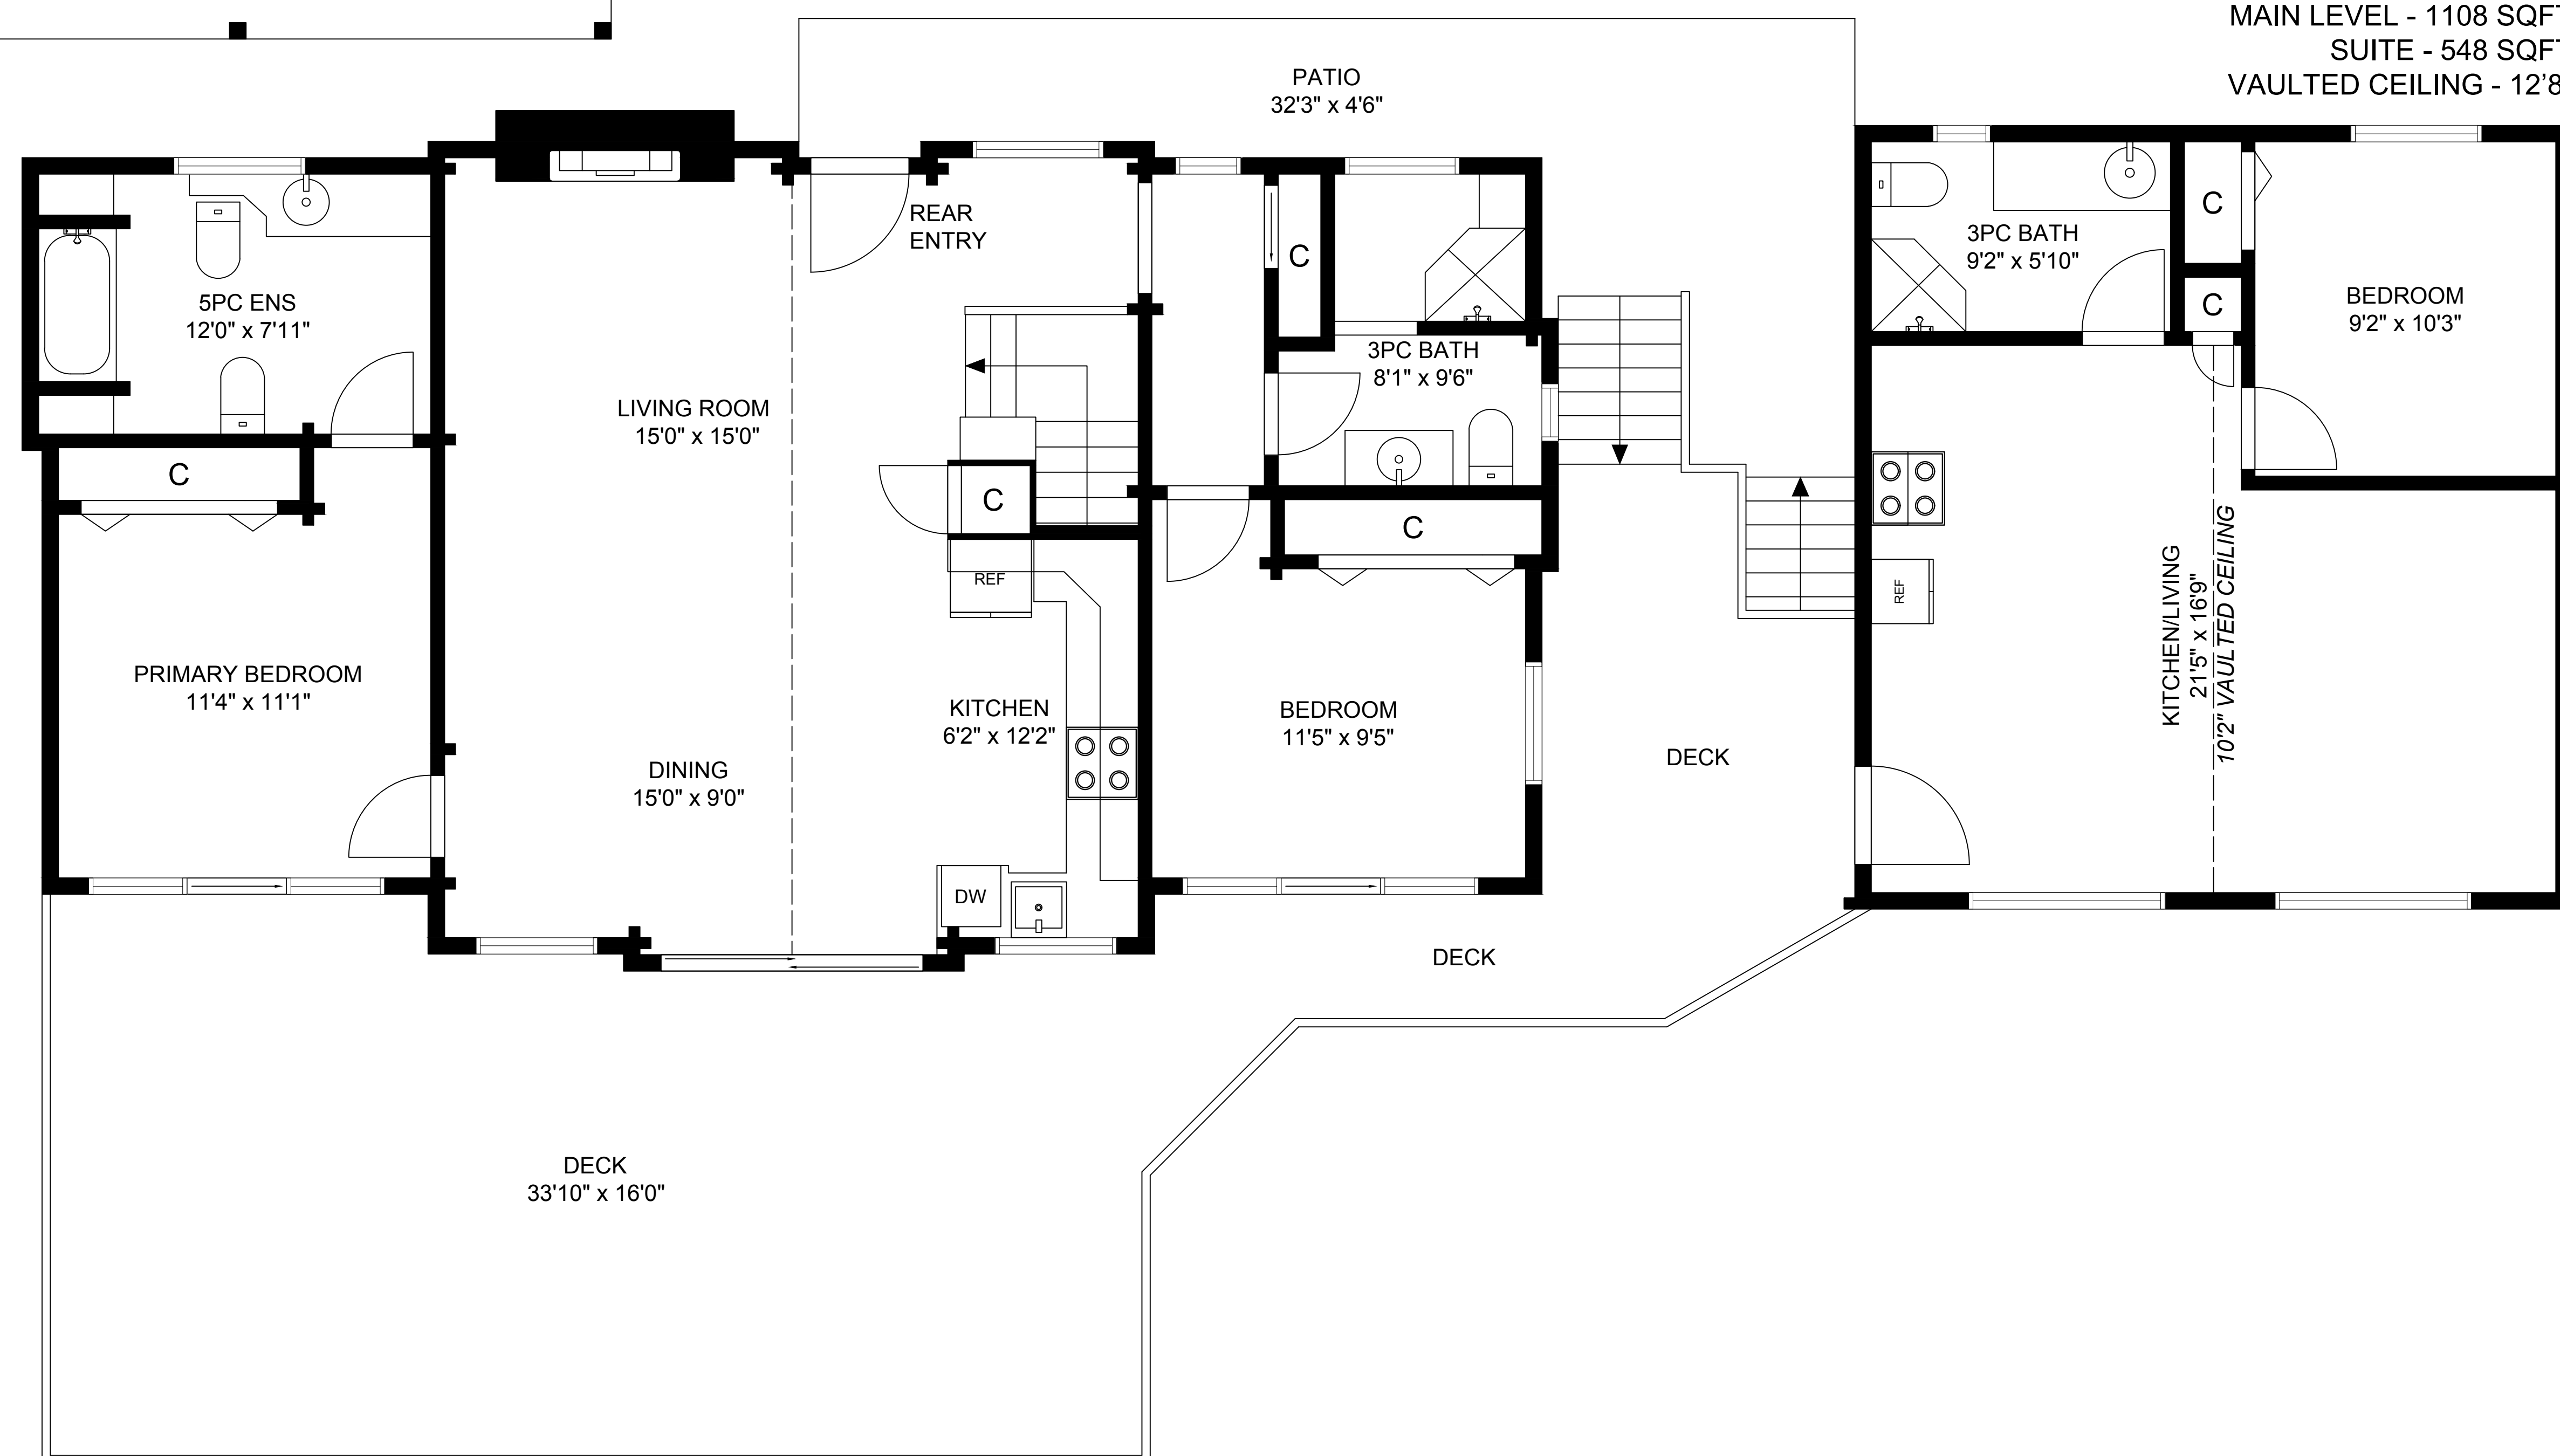 MAIN LEVEL - 1108 SQFT
SUITE - 548 SQFT
VAULTED CEILING - 12'8
PATIO
32'3" x 4'6"
REAR
ENTRY
5PC ENS
12'0" x 7'11"
C
PRIMARY BEDROOM
11'4" x 11'1"
LIVING ROOM
15'0" x 15'0"
C
REF
KITCHEN
6'2" x 12'2"
DINING
15'0" x 9'0"
DW
C
3PC BATH
8'1" x 9'6"
C
BEDROOM
11'5" x 9'5"
DECK
DECK
DECK
33'10" x 16'0"
3PC BATH
9'2" x 5'10"
C
C
BEDROOM
9'2" x 10'3"
REF
KITCHEN/LIVING
21'5" x 16'9"
10'2" VAULTED CEILING